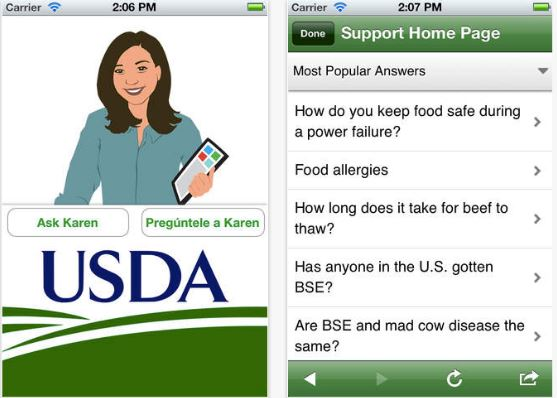 Carrier 2:06 PM
Ask Karen
Pregúntele a Karen
USDA
Carrier 2:07 PM
Done Support Home Page
Most Popular Answers
How do you keep food safe during
a power failure?
Food allergies
How long does it take for beef to
thaw?
Has anyone in the U.S. gotten
BSE?
Are BSE and mad cow disease the
same?